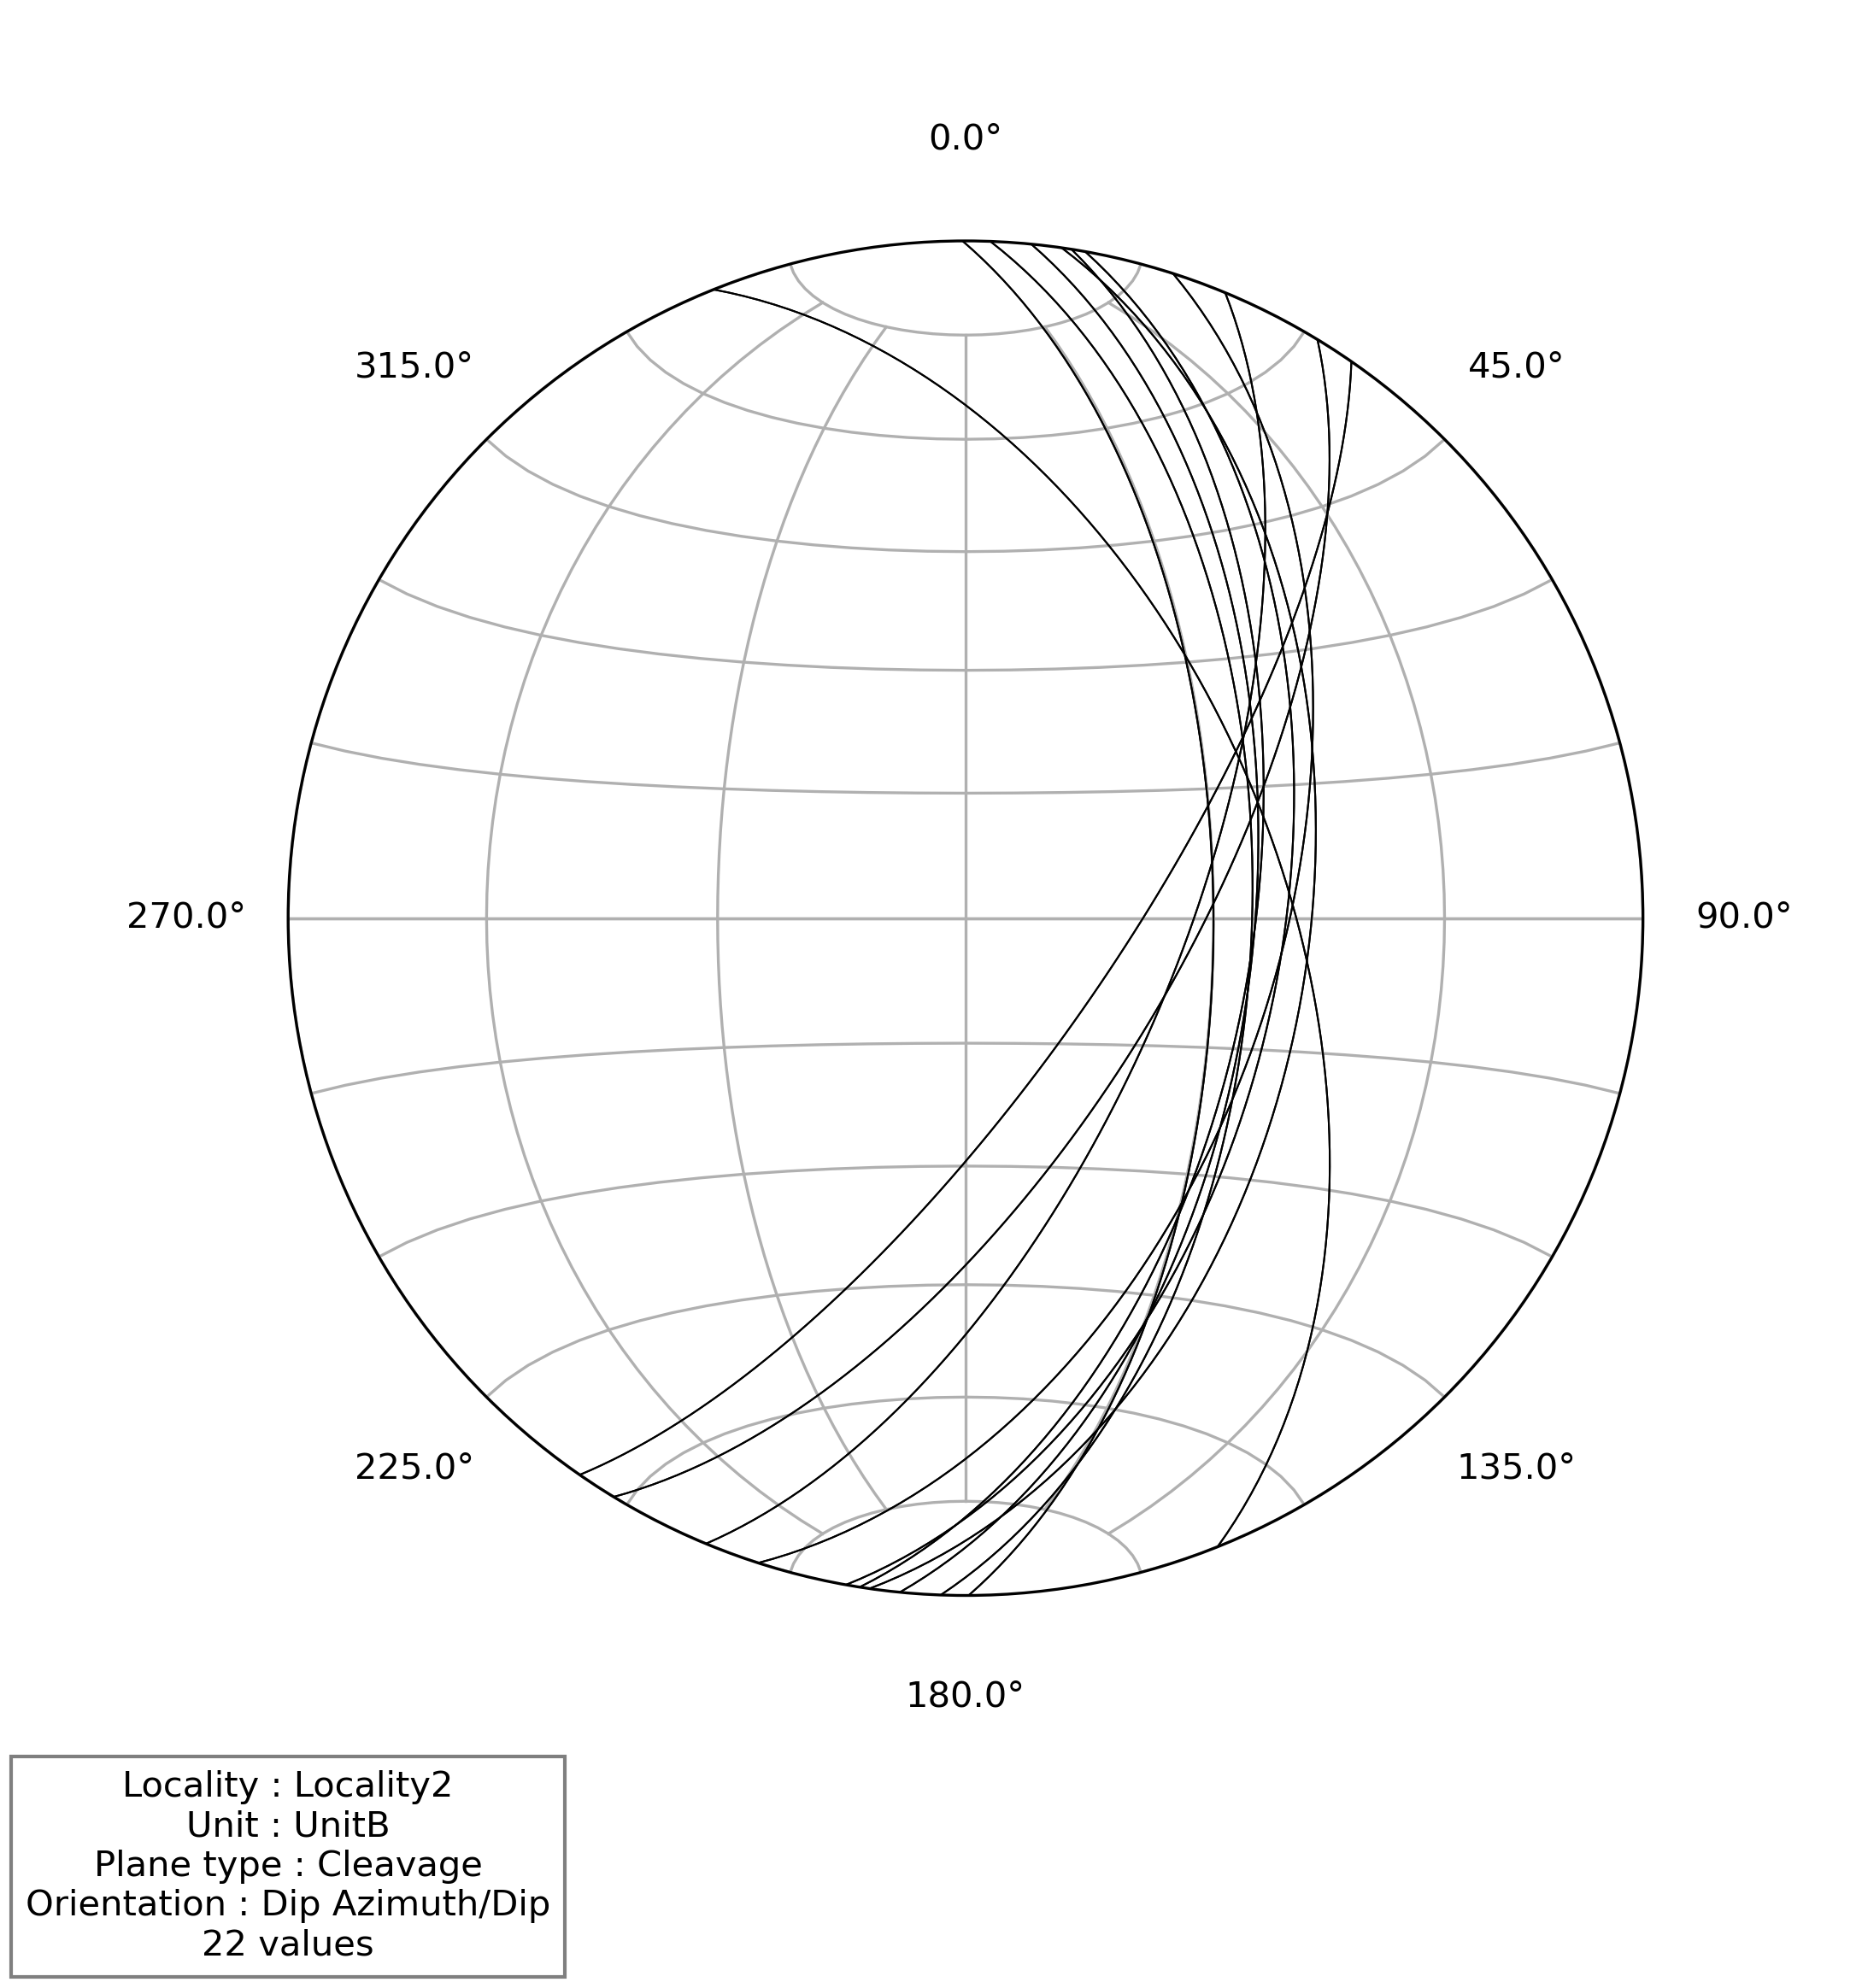 0.0°
315.0°
45.0°
270.0°
90.0°
225.0°
135.0°
180.0°
Locality : Locality2
Unit : UnitB
Plane type : Cleavage
Orientation : Dip Azimuth/Dip
22 values